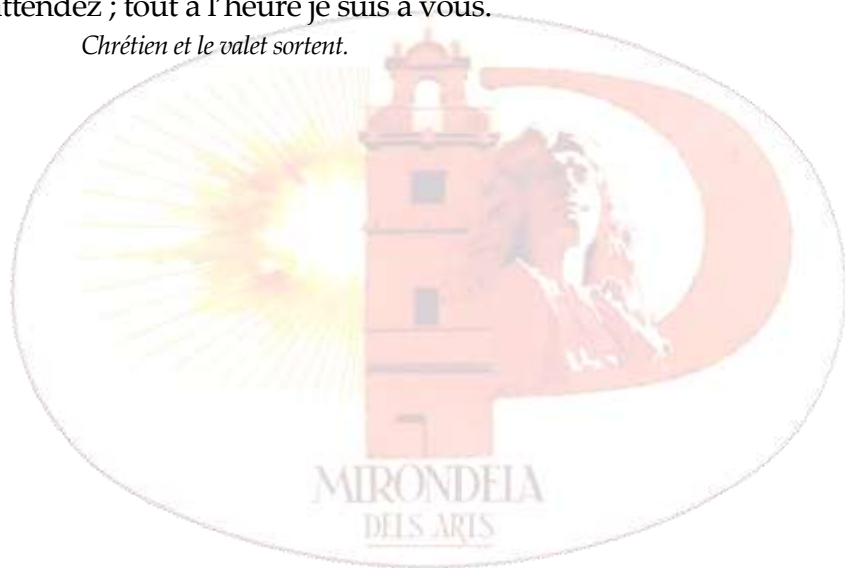 attendez ; tout à l'heure je suis à vous.
Chrétien et le valet sortent.
MIRONDELA
DELS ARTS